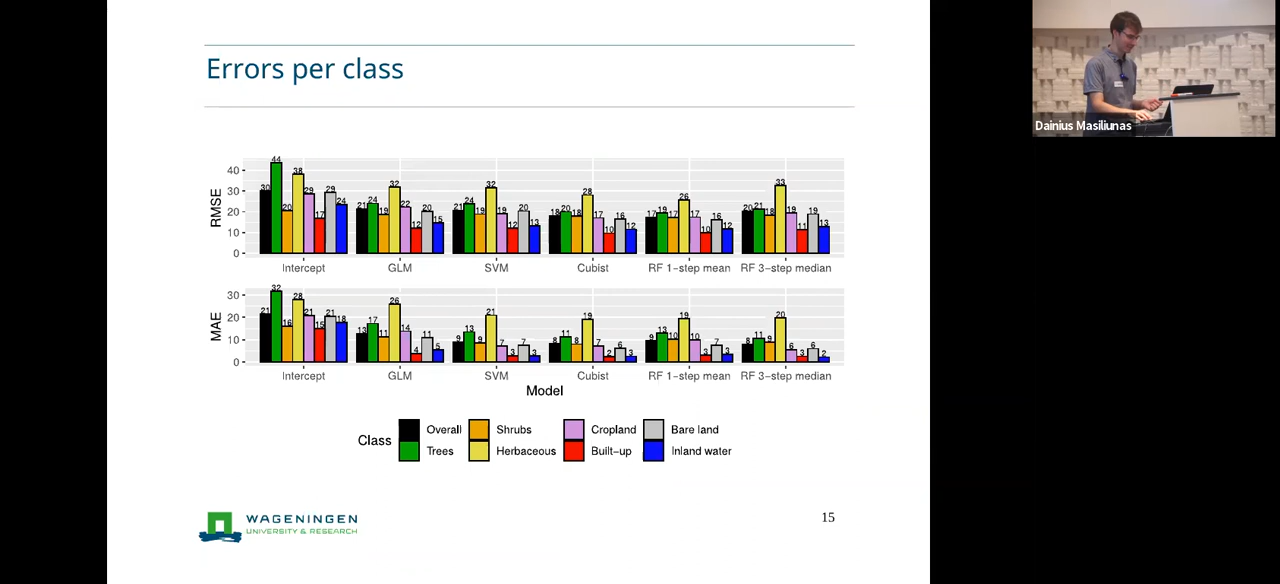 Errors per class
Dainius Masiliunas
RMSE
40
30
20
10
0
30 44 20 38 29 17 29 24
21 24 19 32 22 12 20 15
21 24 19 32 19 12 20 13
18 20 18 28 17 10 16 12
17 19 17 26 17 10 16 12
20 21 18 33 19 11 19 13
Intercept GLM SVM Cubist RF 1-step mean RF 3-step median
MAE
30
20
10
0
21 32 16 28 21 15 21 18
13 17 11 26 14 4 11 5
9 13 9 21 7 3 7 3
8 11 8 19 7 2 6 3
9 13 10 19 10 3 7 3
8 11 9 20 6 3 6 2
Intercept GLM SVM Cubist RF 1-step mean RF 3-step median
Model
Class
Overall Shrubs Cropland Bare land
Trees Herbaceous Built-up Inland water
WAGENINGEN
UNIVERSITY & RESEARCH
15